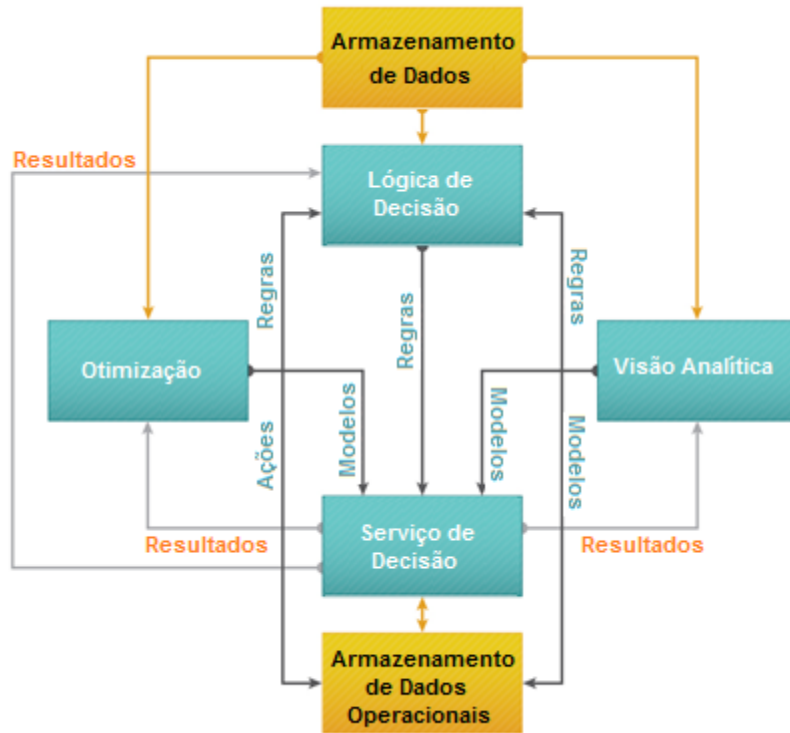 Armazenamento
de Dados
Resultados
Lógica de
Decisão
Regras
Regras
Regras
Otimização
Visão Analítica
Ações
Modelos
Modelos
Modelos
Serviço de
Decisão
Resultados
Resultados
Armazenamento
de Dados
Operacionais